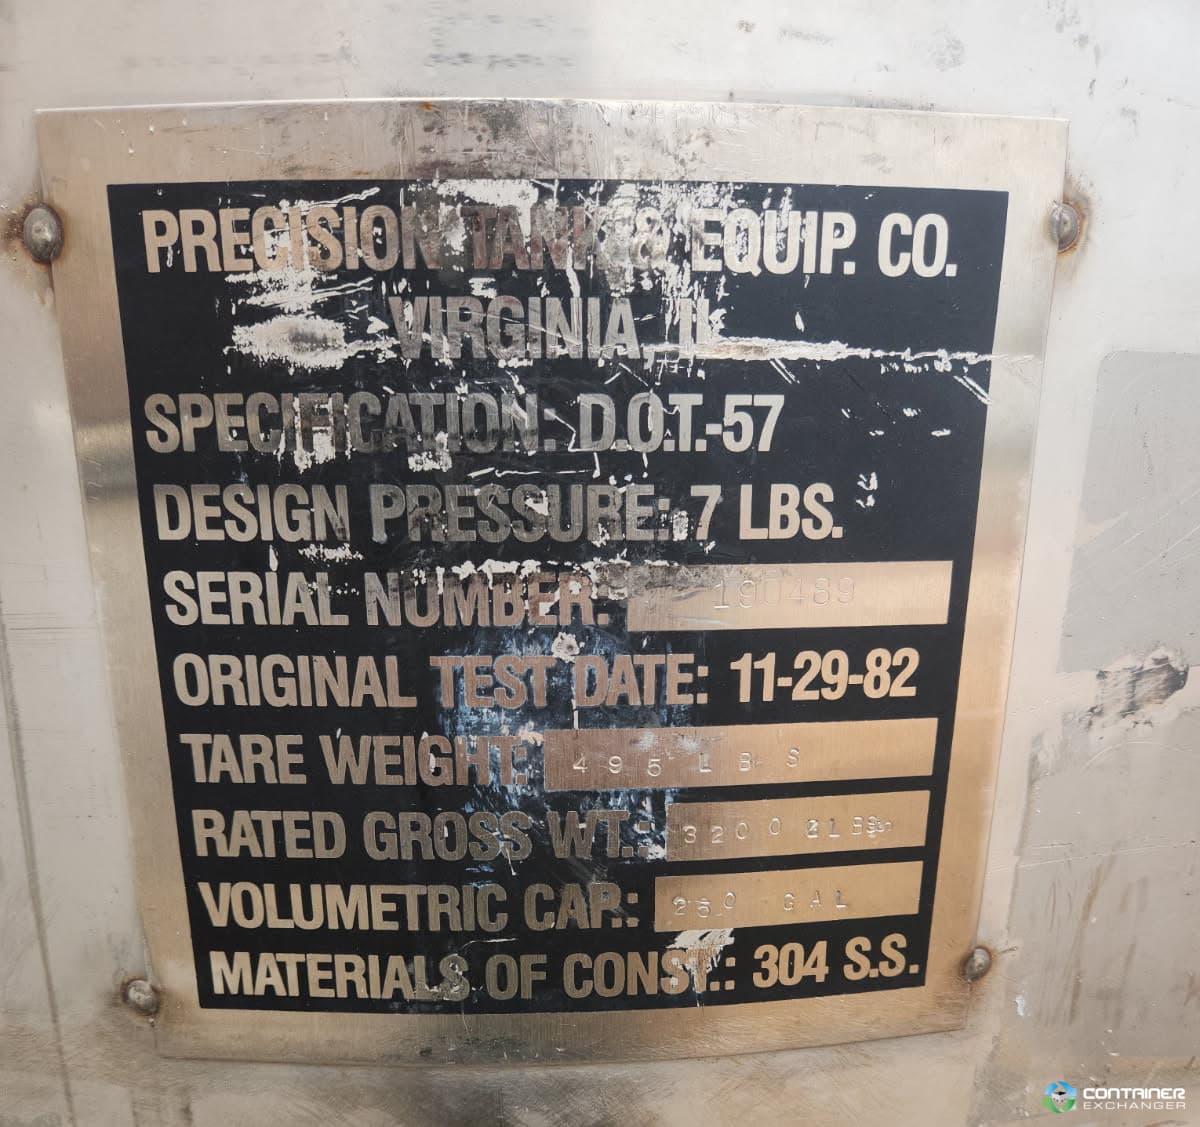 PRECISION TANK & EQUIP. CO.
VIRGINIA, IL
SPECIFICATION: D.O.T.-57
DESIGN PRESSURE: 7 LBS.
SERIAL NUMBER: 190489
ORIGINAL TEST DATE: 11-29-82
TARE WEIGHT: 495 LBS
RATED GROSS WT.: 3200
VOLUMETRIC CAP.: 250 GAL
MATERIALS OF CONST.: 304 S.S.
CONTAINER
EXCHANGER